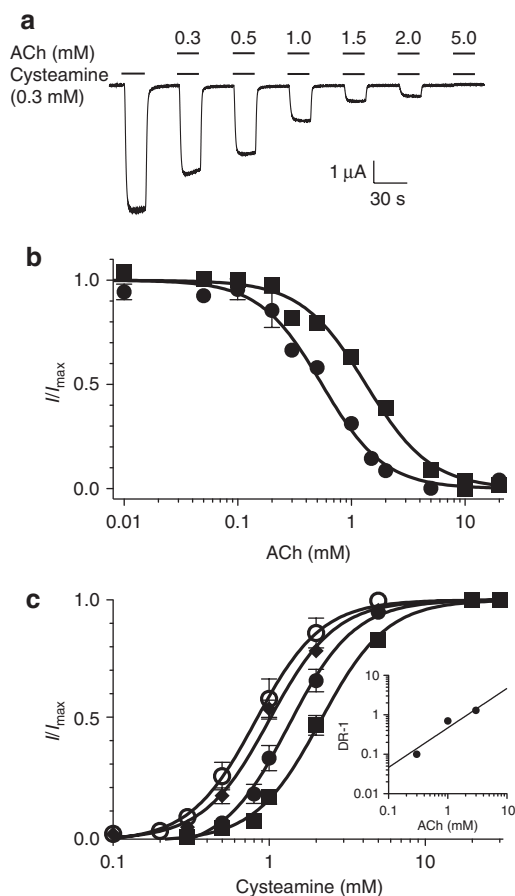 a
0.3 0.5 1.0 1.5 2.0 5.0
ACh (mM)
Cysteamine
(0.3 mM)
1 μA
30 s
b
1.0
0.5
0.0
I/Imax
0.01 0.1 1 10
ACh (mM)
c
1.0
0.5
0.0
I/Imax
10
1
0.1
0.01
DR-1
0.1 1 10
ACh (mM)
0.1 1 10
Cysteamine (mM)